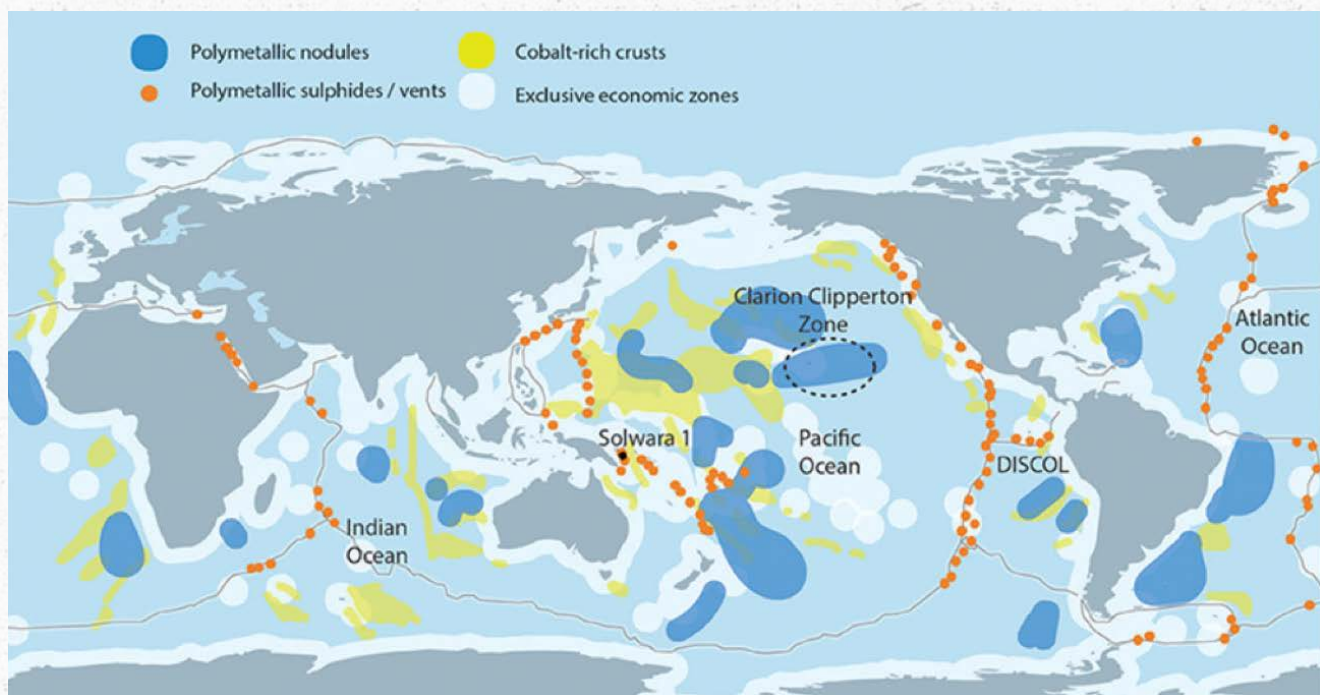 Polymetallic nodules
Cobalt-rich crusts
Polymetallic sulphides / vents
Exclusive economic zones
Clarion Clipperton
Zone
Atlantic
Ocean
Solwara 1
Pacific
Ocean
DISCOL
Indian
Ocean